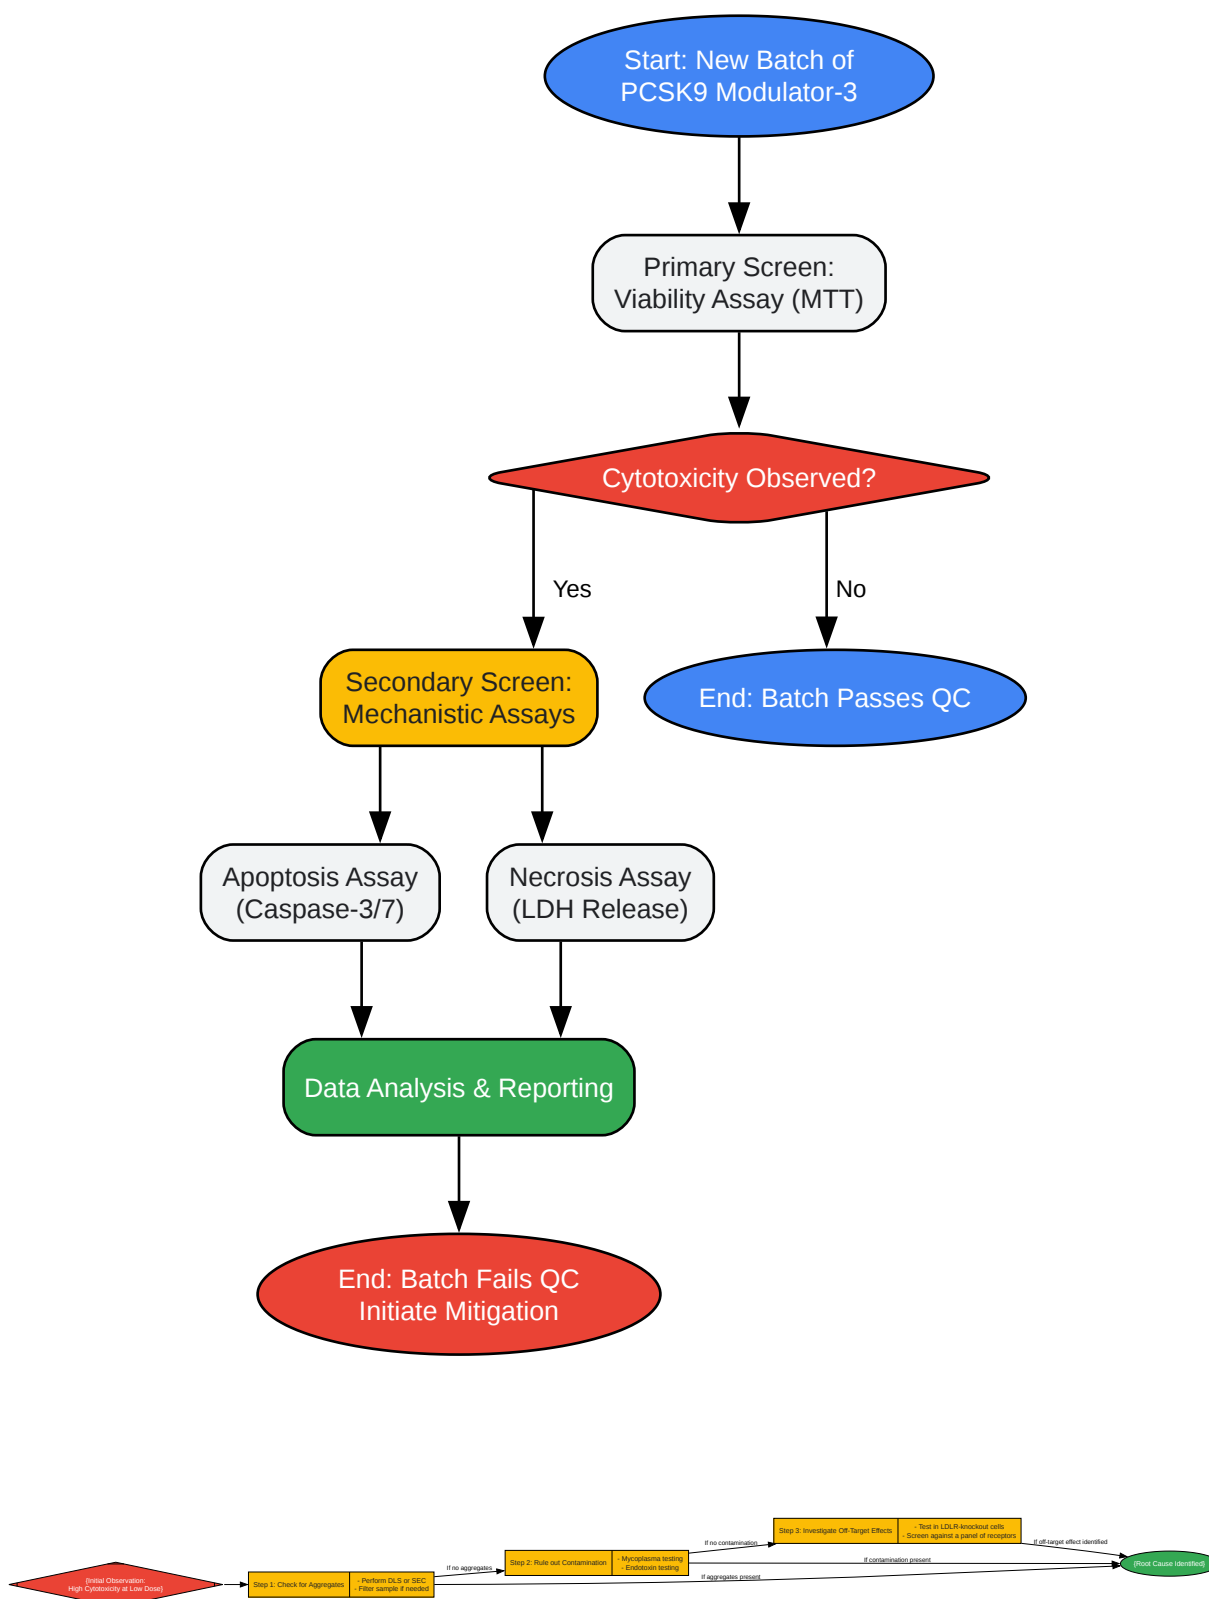 Start: New Batch of
PCSK9 Modulator-3
Primary Screen:
Viability Assay (MTT)
Cytotoxicity Observed?
Yes
No
Secondary Screen:
Mechanistic Assays
End: Batch Passes QC
Apoptosis Assay
(Caspase-3/7)
Necrosis Assay
(LDH Release)
Data Analysis & Reporting
End: Batch Fails QC
Initiate Mitigation
{Initial Observation:
High Cytotoxicity at Low Dose}
Step 1: Check for Aggregates
- Perform DLS or SEC
- Filter sample if needed
If no aggregates
If aggregates present
Step 2: Rule out Contamination
- Mycoplasma testing
- Endotoxin testing
If no contamination
If contamination present
Step 3: Investigate Off-Target Effects
- Test in LDLR-knockout cells
- Screen against a panel of receptors
If off-target effect identified
{Root Cause Identified}